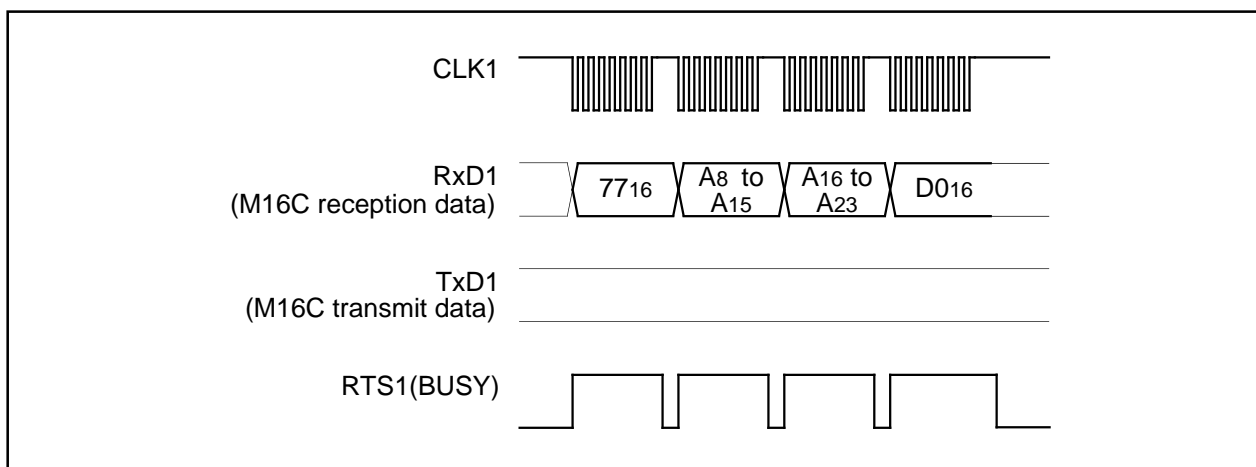 CLK1
RxD1
(M16C reception data)
7716
A8 to
A15
A16 to
A23
D016
TxD1
(M16C transmit data)
RTS1(BUSY)